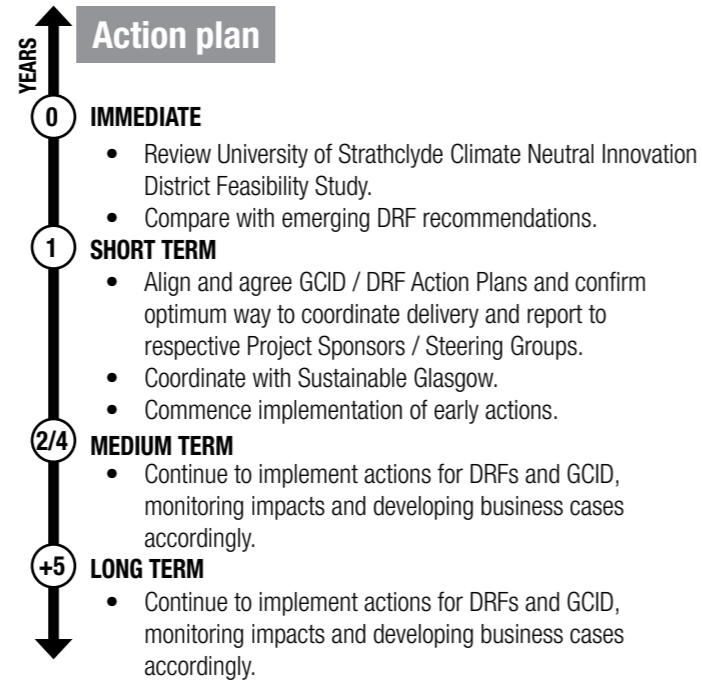 Action plan
YEARS
0
IMMEDIATE
• Review University of Strathclyde Climate Neutral Innovation
District Feasibility Study.
• Compare with emerging DRF recommendations.
1
SHORT TERM
• Align and agree GCID / DRF Action Plans and confirm
optimum way to coordinate delivery and report to
respective Project Sponsors / Steering Groups.
• Coordinate with Sustainable Glasgow.
• Commence implementation of early actions.
2/4
MEDIUM TERM
• Continue to implement actions for DRFs and GCID,
monitoring impacts and developing business cases
accordingly.
+5
LONG TERM
• Continue to implement actions for DRFs and GCID,
monitoring impacts and developing business cases
accordingly.